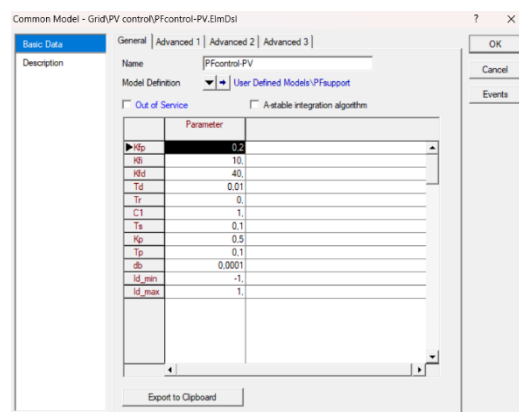 Common Model - Grid\PV control\PFcontrol-PV.ElmDsl ? X
Basic Data
Description
General Advanced 1 Advanced 2 Advanced 3
Name PFcontrol-PV
Model Definition User Defined Models\PFsupport
Out of Service A-stable integration algorithm
Parameter
Kfp 0,2
Kfi 10,
Kfd 40,
Td 0,01
Tr 0,
C1 1,
Ts 0,1
Kp 0,5
Tp 0,1
db 0,0001
Id_min -1,
Id_max 1,
Export to Clipboard
OK
Cancel
Events